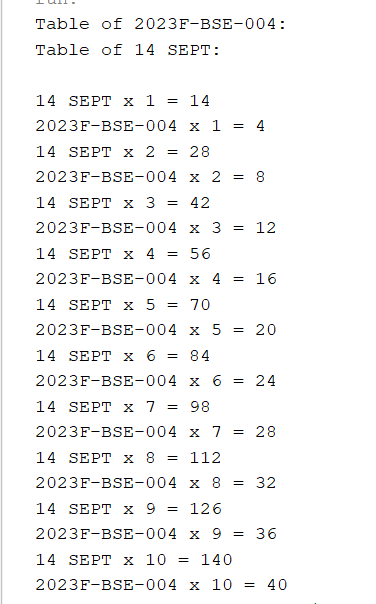 run:
Table of 2023F-BSE-004:
Table of 14 SEPT:
14 SEPT x 1 = 14
2023F-BSE-004 x 1 = 4
14 SEPT x 2 = 28
2023F-BSE-004 x 2 = 8
14 SEPT x 3 = 42
2023F-BSE-004 x 3 = 12
14 SEPT x 4 = 56
2023F-BSE-004 x 4 = 16
14 SEPT x 5 = 70
2023F-BSE-004 x 5 = 20
14 SEPT x 6 = 84
2023F-BSE-004 x 6 = 24
14 SEPT x 7 = 98
2023F-BSE-004 x 7 = 28
14 SEPT x 8 = 112
2023F-BSE-004 x 8 = 32
14 SEPT x 9 = 126
2023F-BSE-004 x 9 = 36
14 SEPT x 10 = 140
2023F-BSE-004 x 10 = 40